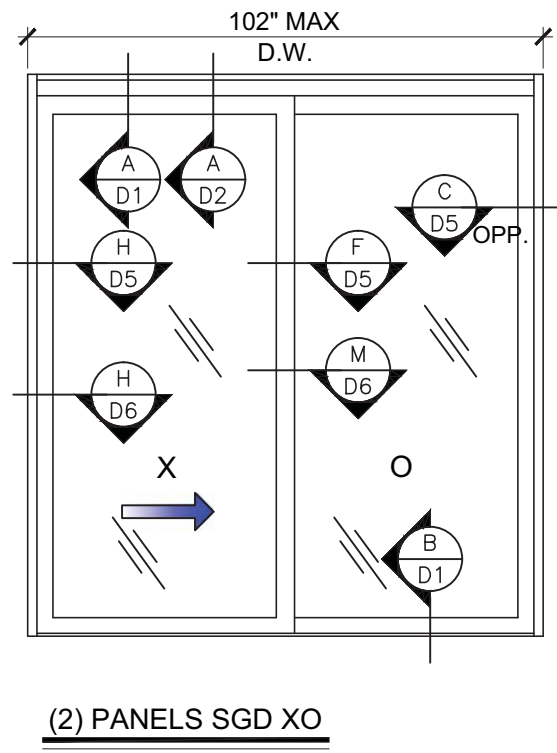 102" MAX
D.W.
A
D1
A
D2
C
D5
OPP.
H
D5
F
D5
H
D6
M
D6
X
O
B
D1
(2) PANELS SGD XO